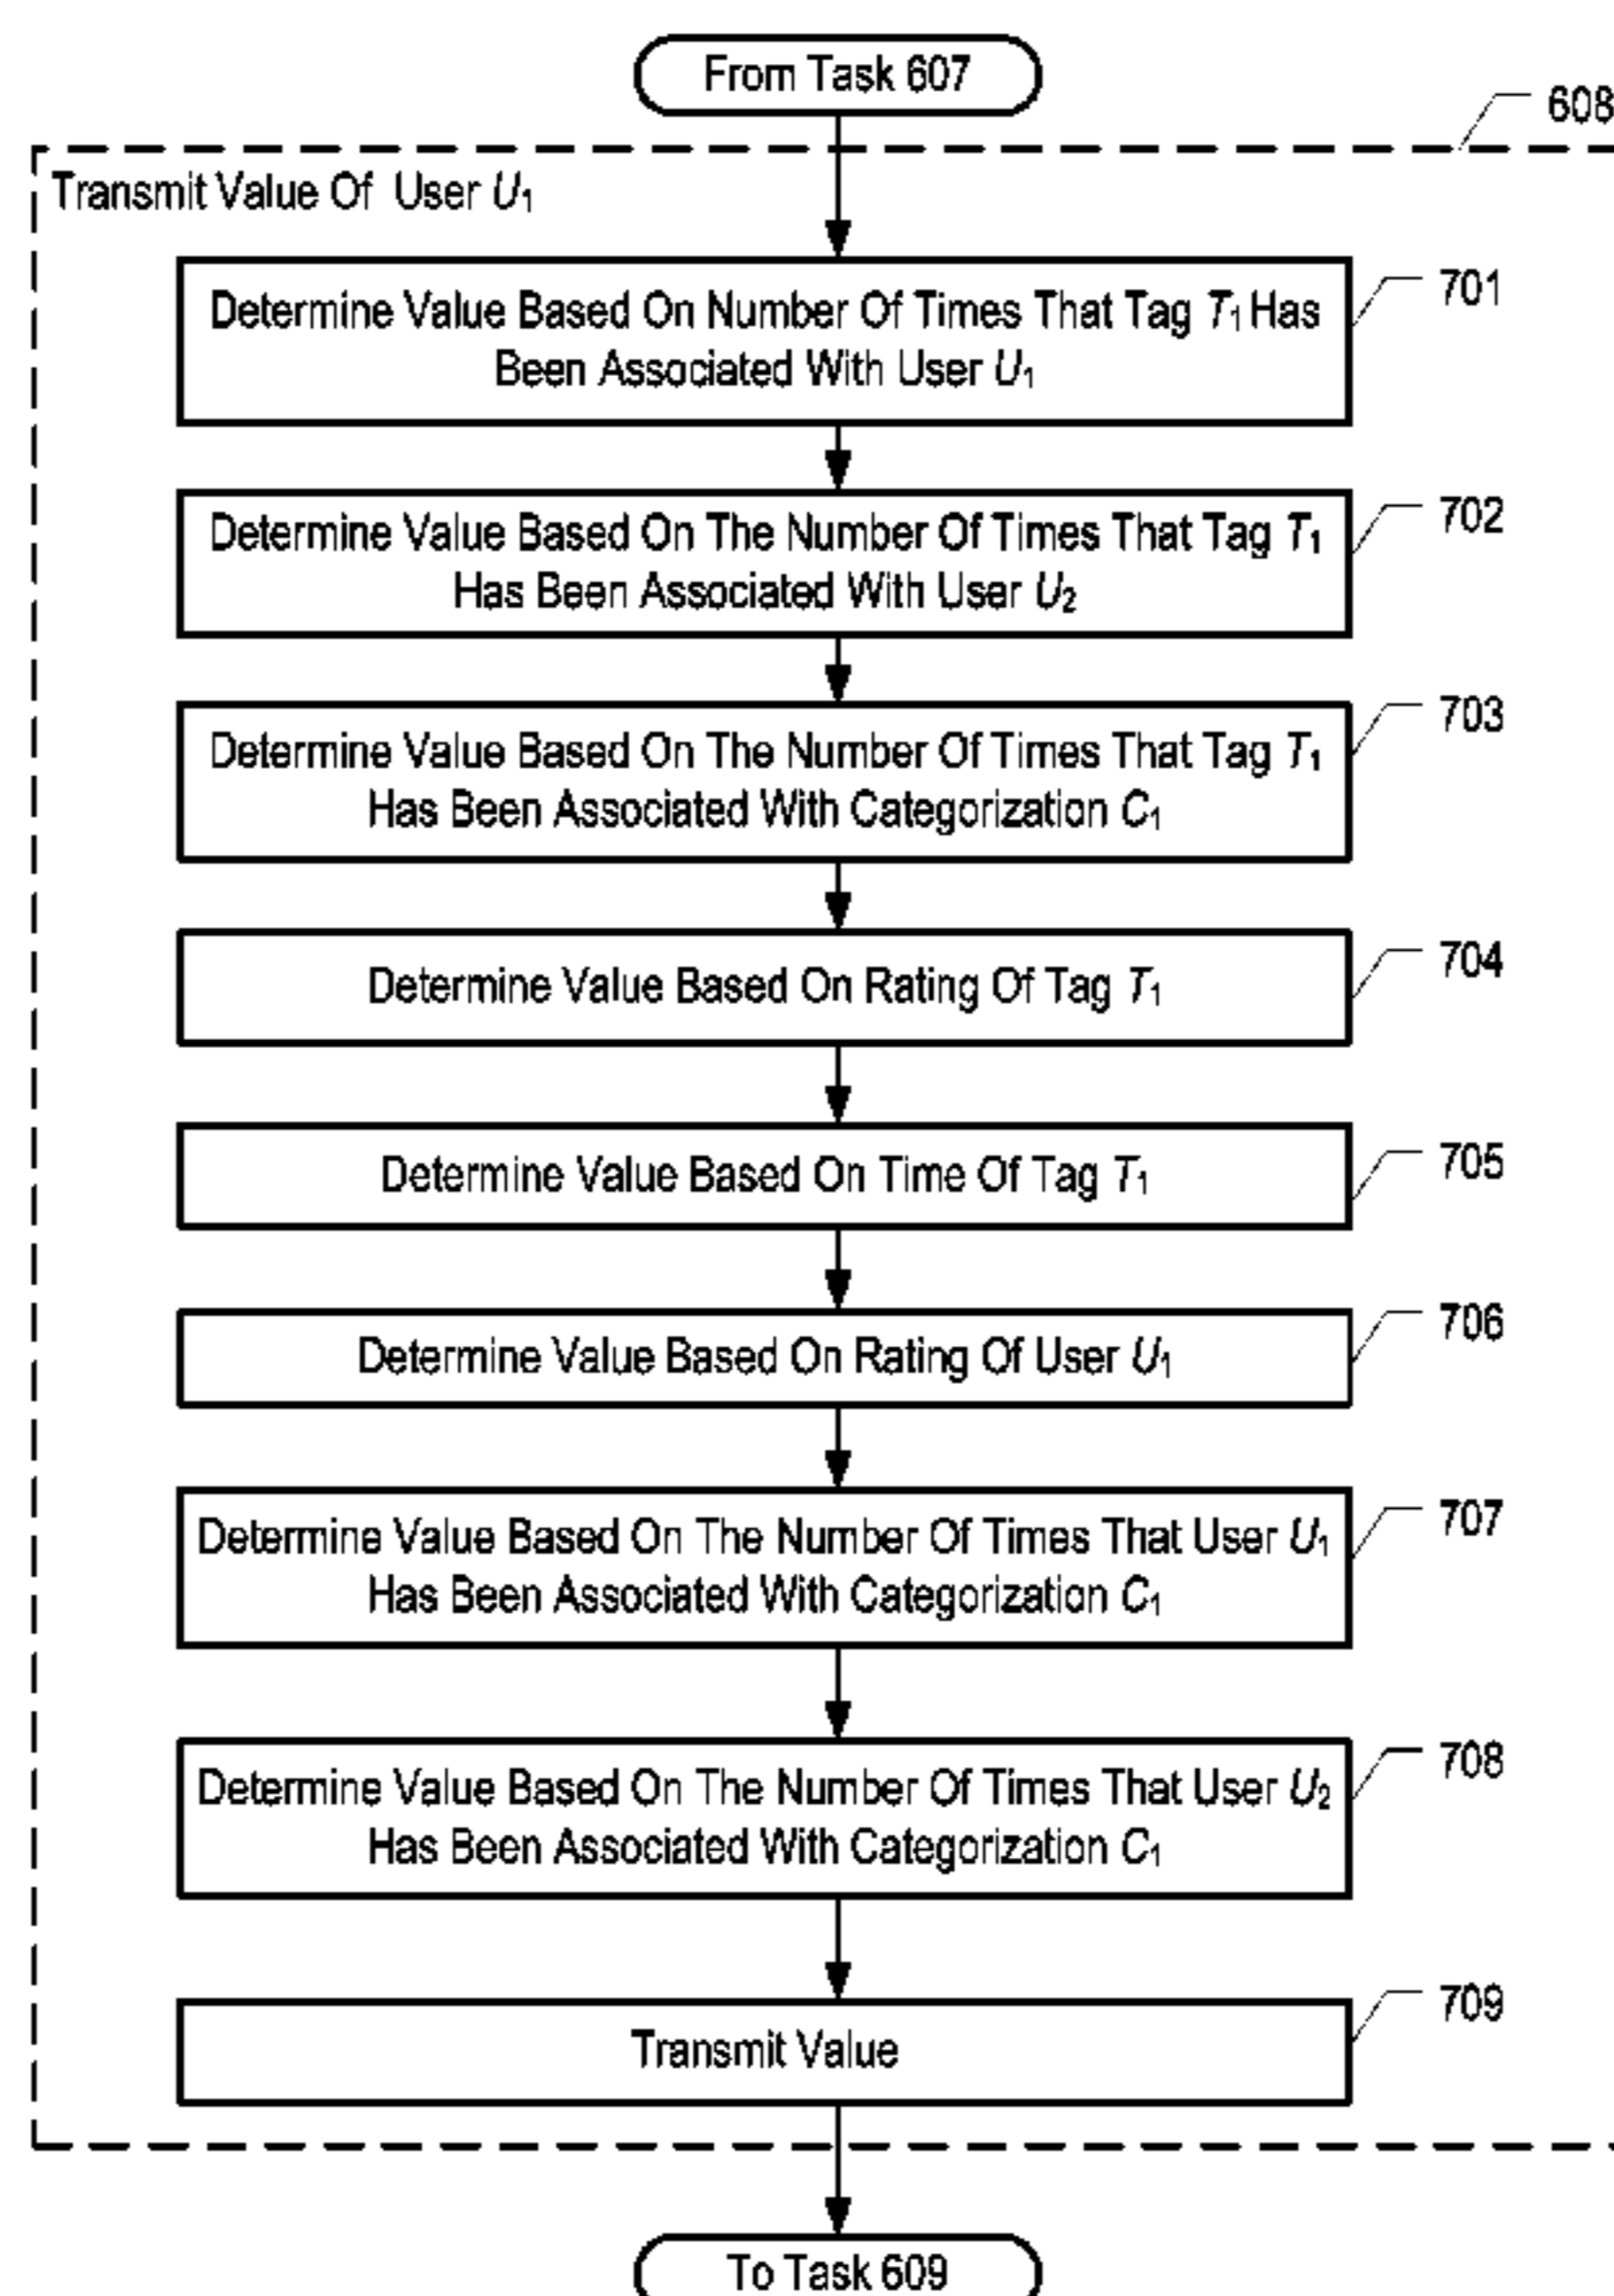 From Task 607
608
Transmit Value Of User U₁
Determine Value Based On Number Of Times That Tag T₁ Has
Been Associated With User U₁
701
Determine Value Based On The Number Of Times That Tag T₁
Has Been Associated With User U₂
702
Determine Value Based On The Number Of Times That Tag T₁
Has Been Associated With Categorization C₁
703
Determine Value Based On Rating Of Tag T₁
704
Determine Value Based On Time Of Tag T₁
705
Determine Value Based On Rating Of User U₁
706
Determine Value Based On The Number Of Times That User U₁
Has Been Associated With Categorization C₁
707
Determine Value Based On The Number Of Times That User U₂
Has Been Associated With Categorization C₁
708
Transmit Value
709
To Task 609